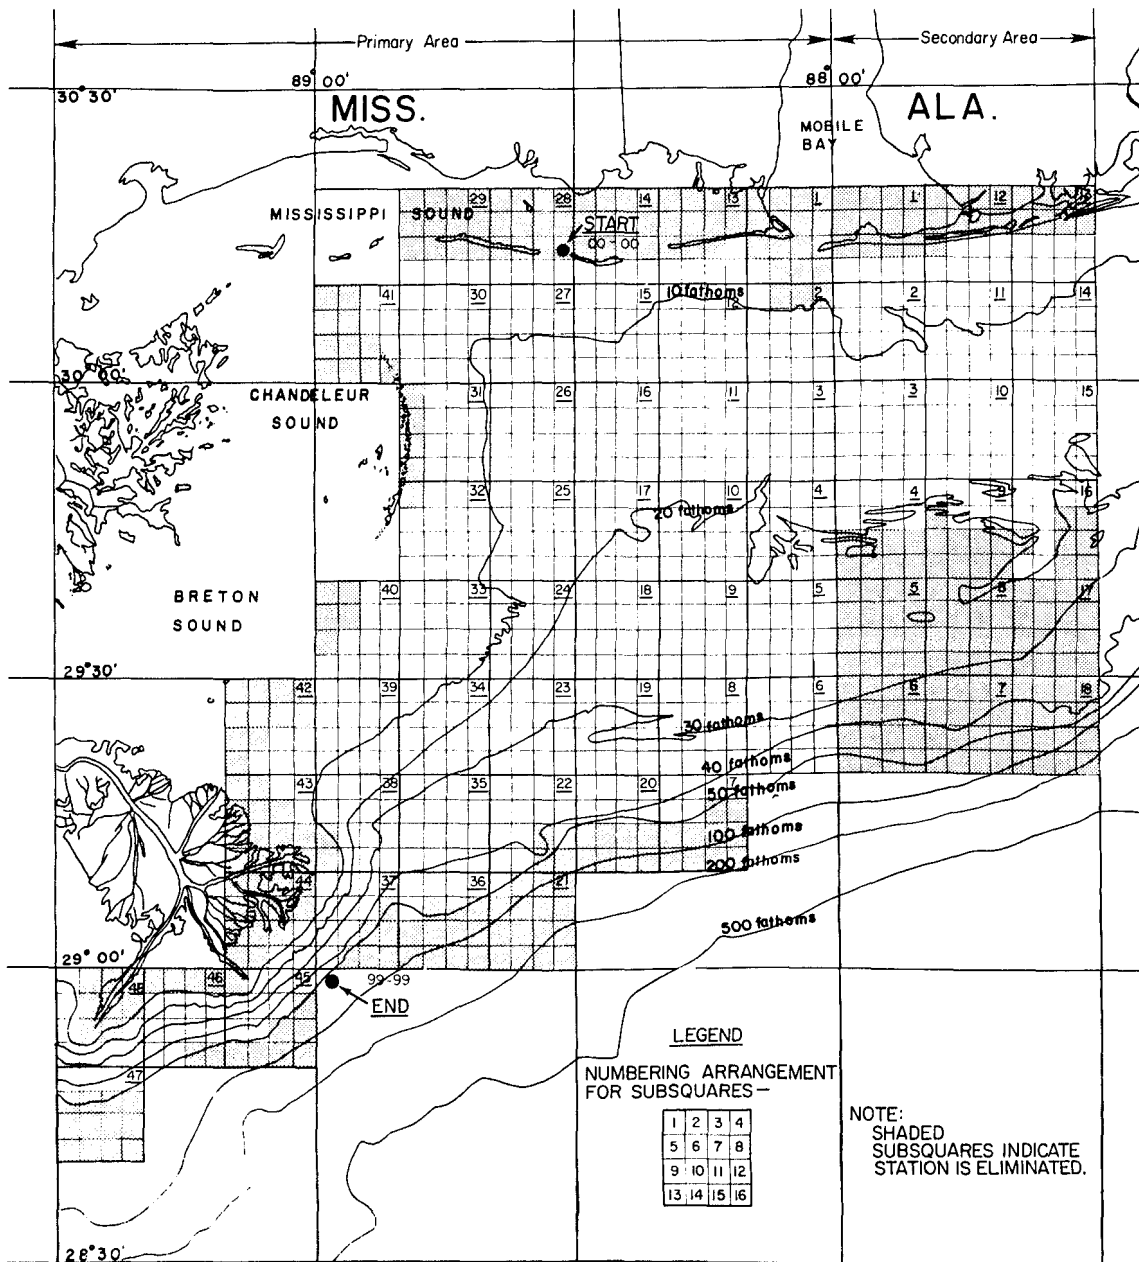 Primary Area
Secondary Area
89°00'
88°00'
30°30'
MISS.
ALA.
MOBILE
BAY
29 28 14 13 1 1 12 13
MISSISSIPPI SOUND
START
00-00
41 30 27 15 10 fathoms 12 2 2 11 14
30°00'
31 26 16 11 3 3 10 15
CHANDELEUR
SOUND
32 25 17 10 4 4 9 16
20 fathoms
40 33 24 18 9 5 5 8 17
BRETON
SOUND
29°30'
42 39 34 23 19 8 6 6 7 18
30 fathoms
40 fathoms
43 38 35 22 20 7
50 fathoms
100 fathoms
200 fathoms
44 37 36 21
500 fathoms
29°00'
48 46 45 99-99
END
LEGEND
47
NUMBERING ARRANGEMENT
FOR SUBSQUARES—
1 2 3 4
5 6 7 8
9 10 11 12
13 14 15 16
NOTE:
SHADED
SUBSQUARES INDICATE
STATION IS ELIMINATED.
28°30'